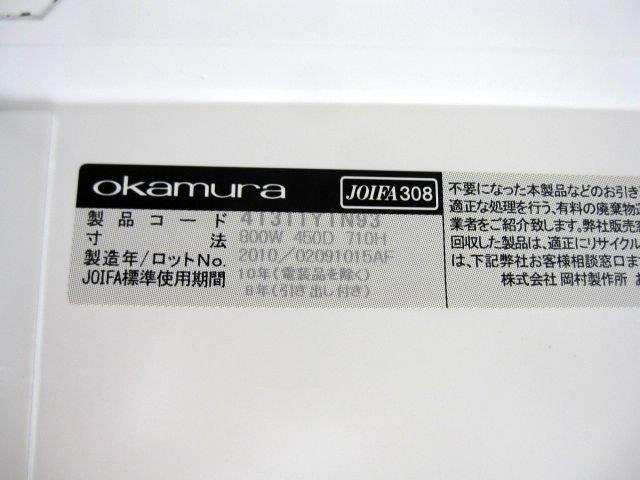 okamura JOIFA308
製品コード 41311Y1N93
寸法 800W 450D 710H
製造年/ロットNo. 2010/02091015AF
JOIFA標準使用期間 10年(電装品を除く)
8年(引き出し付き)
不要になった本製品などのお引き
適正な処理を行う、有料の廃棄物
業者をご紹介致します。弊社販売
回収した製品は、適正にリサイクル
は、下記弊社お客様相談窓口ま
株式会社 岡村製作所 お